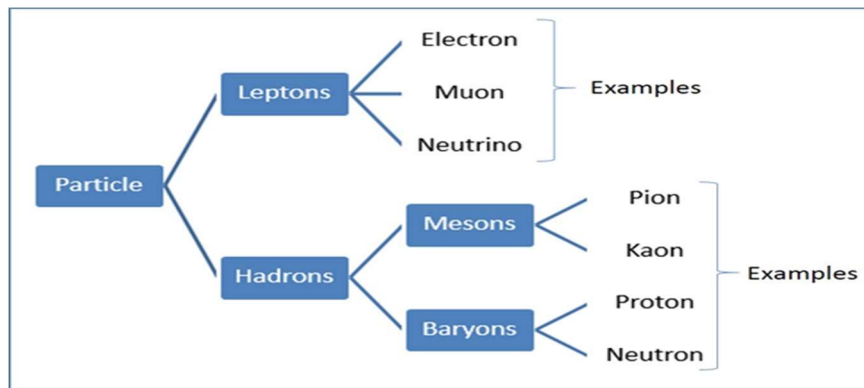 Electron
Leptons
Muon
Examples
Neutrino
Particle
Pion
Mesons
Kaon
Hadrons
Examples
Proton
Baryons
Neutron